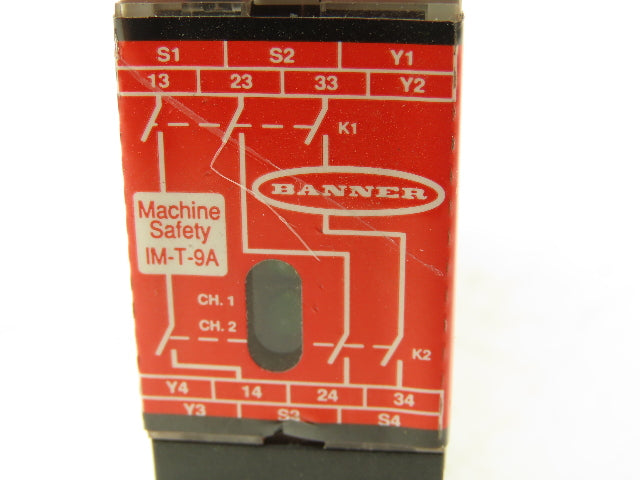 S1 S2 Y1
13 23 33 Y2
K1
BANNER
Machine
Safety
IM-T-9A
CH. 1
CH. 2
K2
Y4 14 24 34
Y3 S3 S4